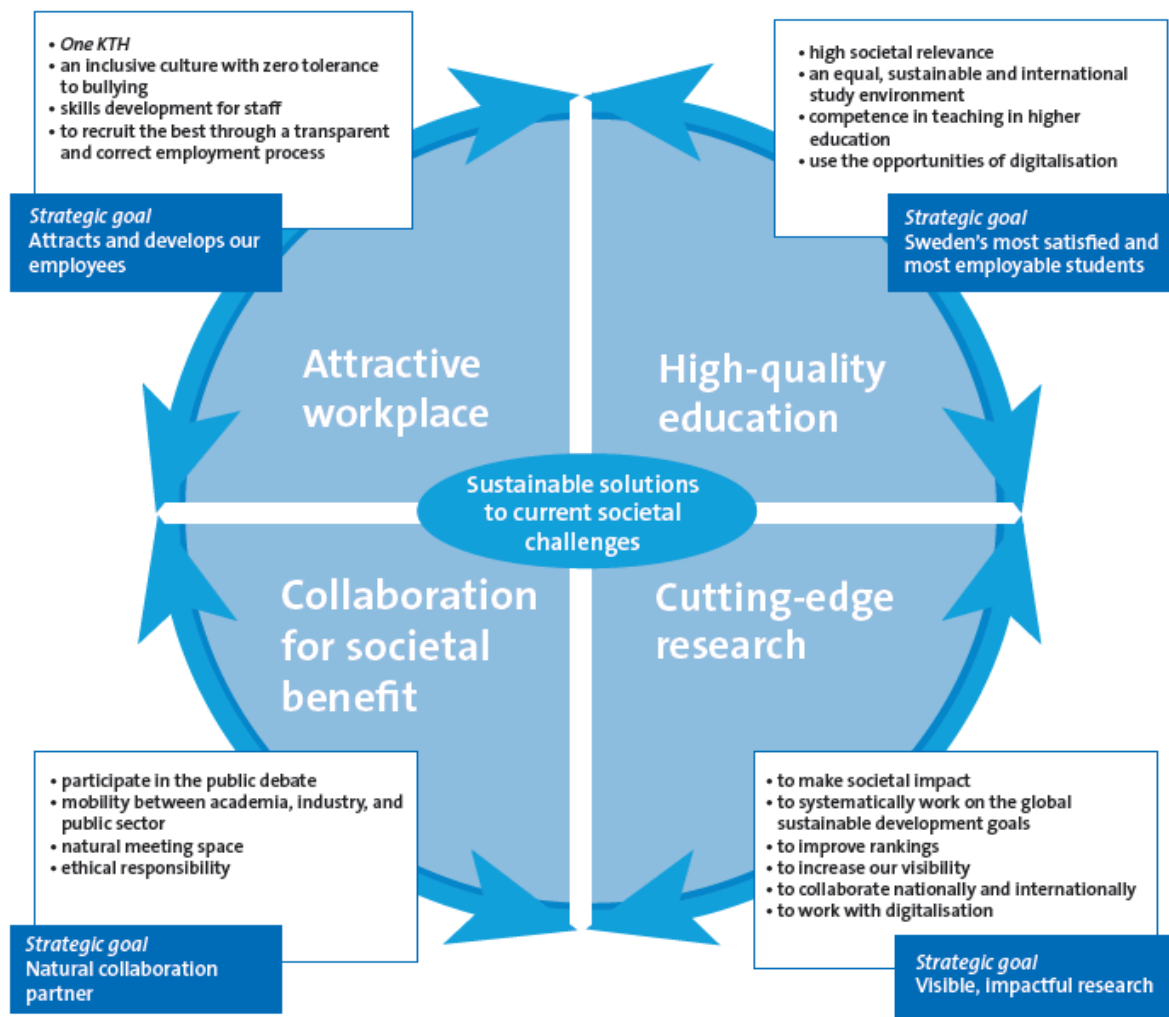 • One KTH
• an inclusive culture with zero tolerance
to bullying
• skills development for staff
• to recruit the best through a transparent
and correct employment process
Strategic goal
Attracts and develops our
employees
• high societal relevance
• an equal, sustainable and international
study environment
• competence in teaching in higher
education
• use the opportunities of digitalisation
Strategic goal
Sweden's most satisfied and
most employable students
Attractive
workplace
High-quality
education
Sustainable solutions
to current societal
challenges
Collaboration
for societal
benefit
Cutting-edge
research
• participate in the public debate
• mobility between academia, industry, and
public sector
• natural meeting space
• ethical responsibility
Strategic goal
Natural collaboration
partner
• to make societal impact
• to systematically work on the global
sustainable development goals
• to improve rankings
• to increase our visibility
• to collaborate nationally and internationally
• to work with digitalisation
Strategic goal
Visible, impactful research